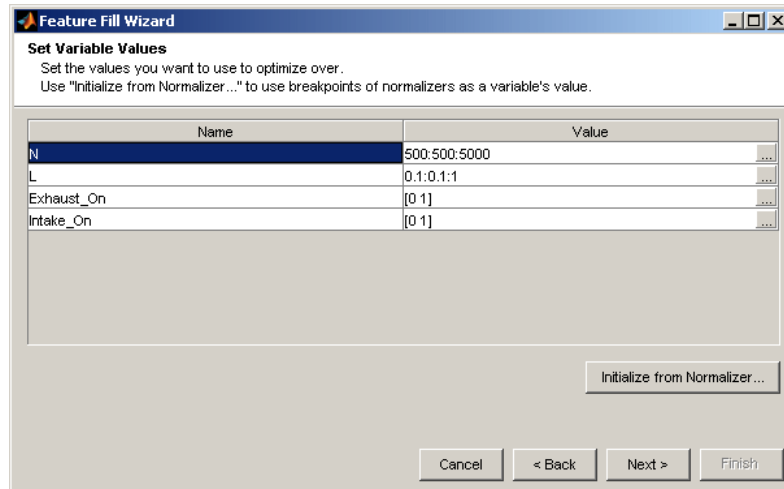 Feature Fill Wizard
Set Variable Values
Set the values you want to use to optimize over.
Use "Initialize from Normalizer..." to use breakpoints of normalizers as a variable's value.
Name Value
N 500:500:5000 ...
L 0.1:0.1:1 ...
Exhaust_On [0 1] ...
Intake_On [0 1] ...
Initialize from Normalizer...
Cancel < Back Next > Finish